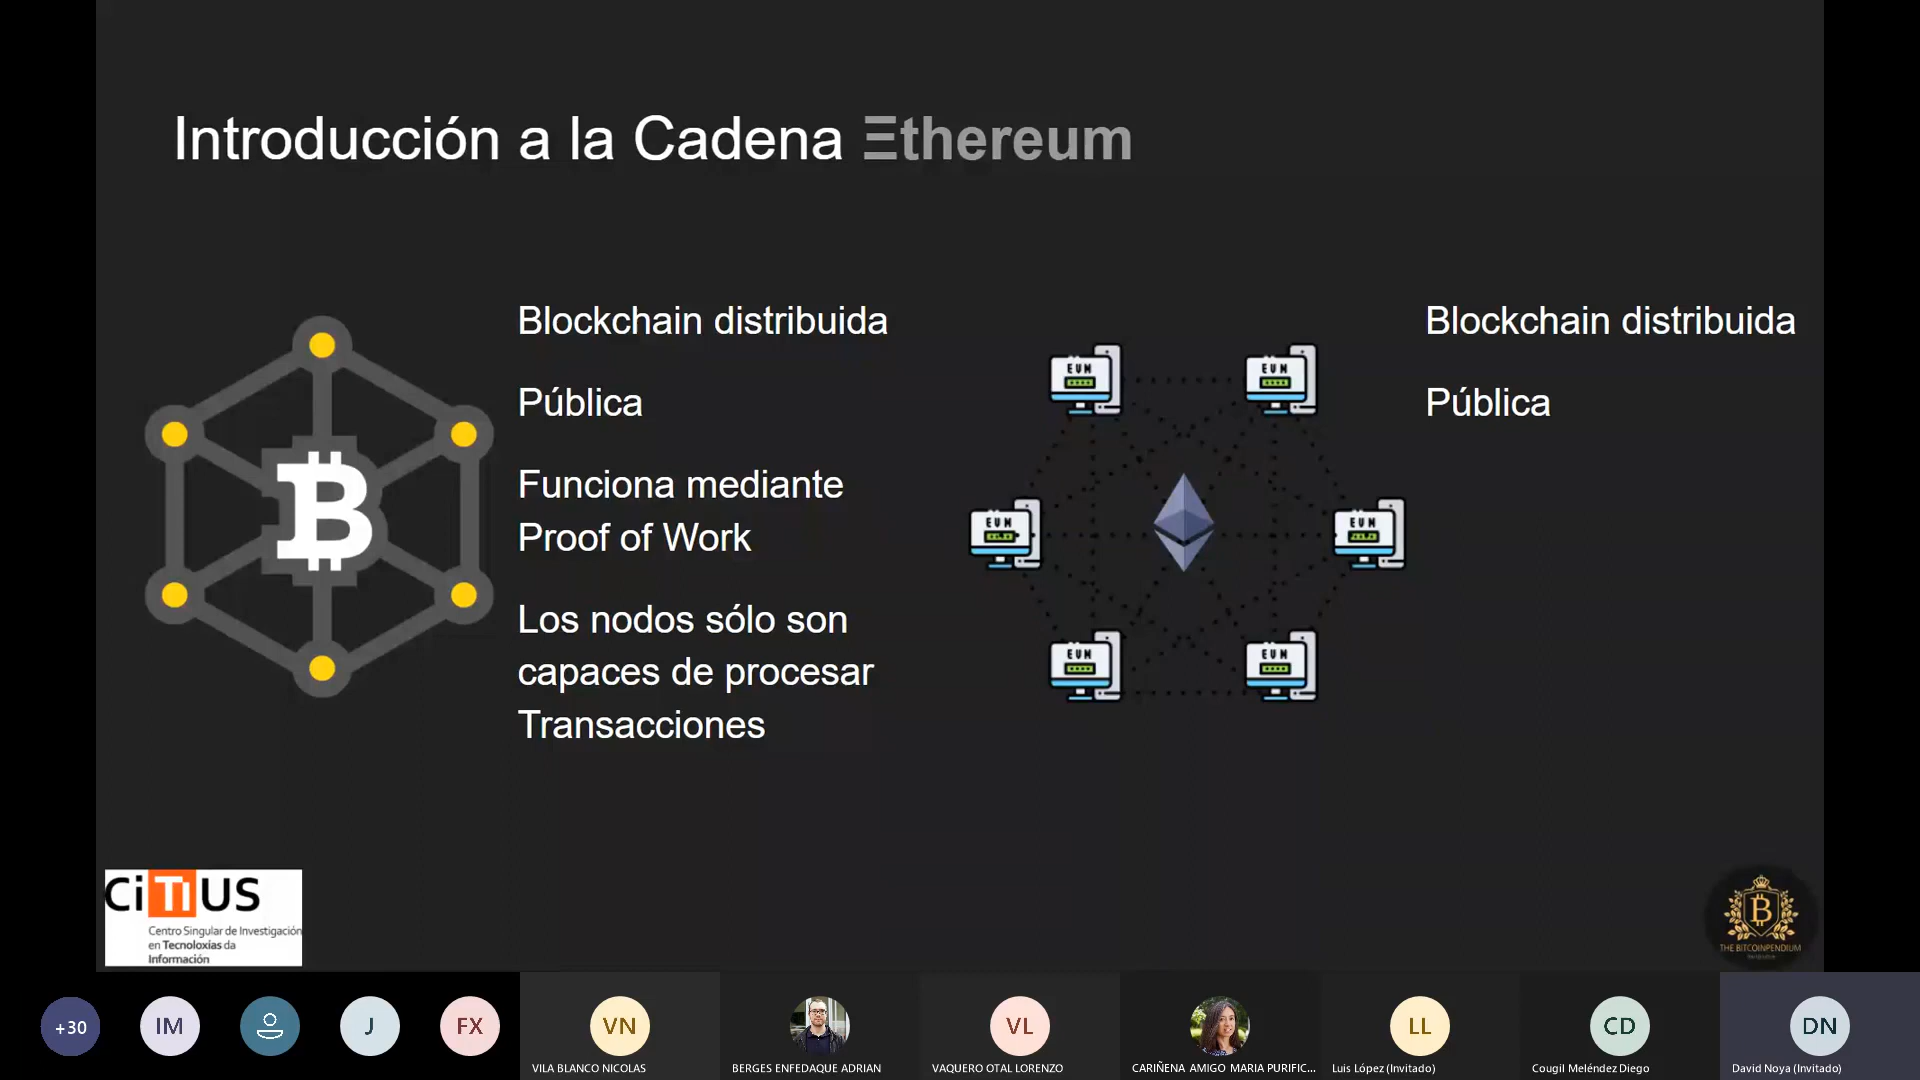 Introducción a la Cadena Ξthereum
Blockchain distribuida
Pública
Funciona mediante
Proof of Work
Los nodos sólo son
capaces de procesar
Transacciones
EVM
EVM
EVM
EVM
EVM
EVM
Blockchain distribuida
Pública
CiTIUS
Centro Singular de Investigación
en Tecnoloxías da
Información
B
THE BITCOINPENDIUM
+30
IM
J
FX
VN
VILA BLANCO NICOLAS
BERGES ENFEDAQUE ADRIAN
VL
VAQUERO OTAL LORENZO
CARIÑENA AMIGO MARIA PURIFIC...
LL
Luis López (Invitado)
CD
Cougil Meléndez Diego
DN
David Noya (Invitado)